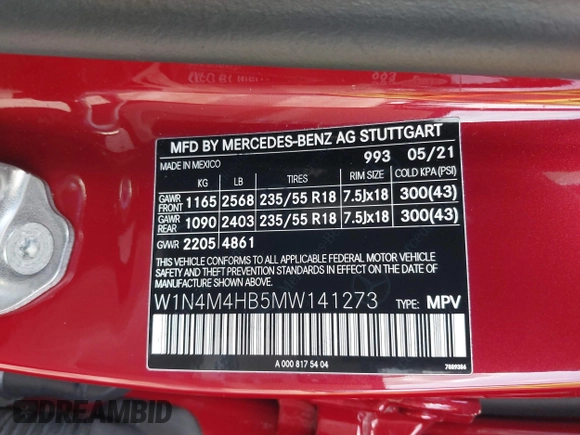 MFD BY MERCEDES-BENZ AG STUTTGART
MADE IN MEXICO 993 05/21
KG LB TIRES RIM SIZE COLD KPA(PSI)
GAWR FRONT 1165 2568 235/55 R18 7.5Jx18 300(43)
GAWR REAR 1090 2403 235/55 R18 7.5Jx18 300(43)
GVWR 2205 4861
THIS VEHICLE CONFORMS TO ALL APPLICABLE FEDERAL MOTOR VEHICLE
SAFETY AND THEFT PREVENTION STANDARDS IN EFFECT ON THE
DATE OF MANUFACTURE SHOWN ABOVE.
W1N4M4HB5MW141273 TYPE: MPV
A 000 817 54 04
DREAMBID